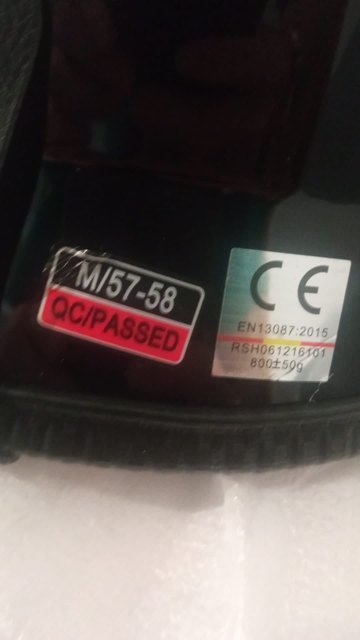 M/57-58
QC/PASSED
CE
EN13087:2015
RSH061216101
800±50g